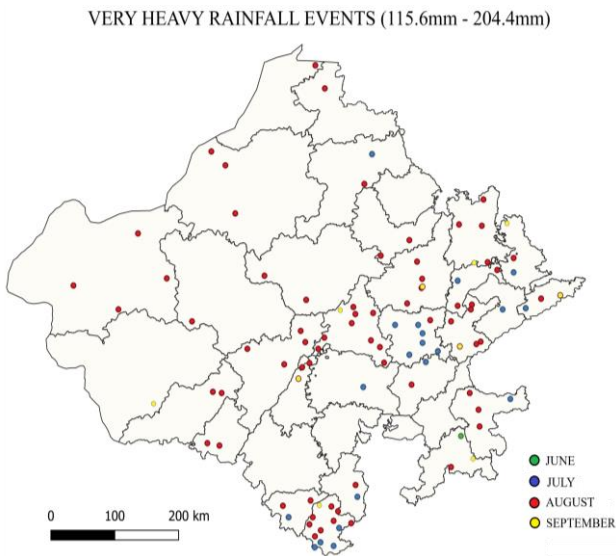 VERY HEAVY RAINFALL EVENTS (115.6mm - 204.4mm)
JUNE
JULY
AUGUST
SEPTEMBER
0 100 200 km